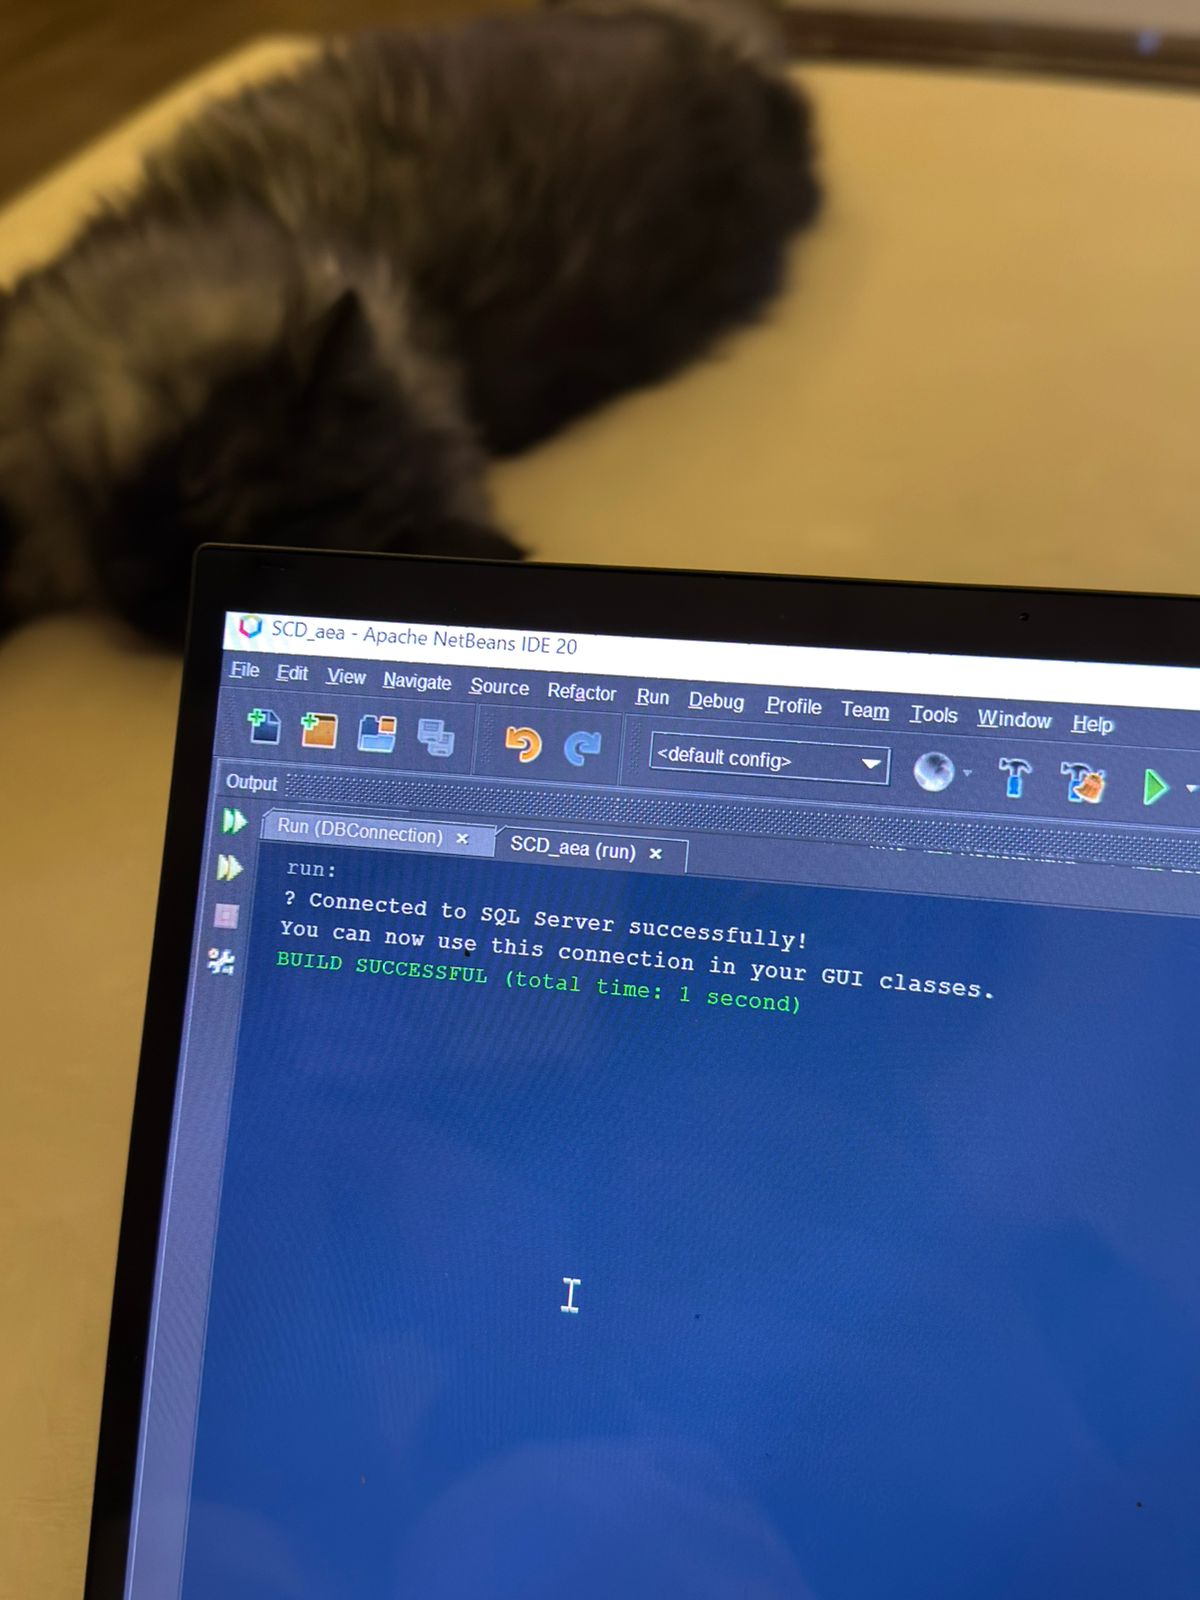 SCD_aea - Apache NetBeans IDE 20
File Edit View Navigate Source Refactor Run Debug Profile Team Tools Window Help
<default config>
Output
Run (DBConnection) × SCD_aea (run) ×
run:
? Connected to SQL Server successfully!
You can now use this connection in your GUI classes.
BUILD SUCCESSFUL (total time: 1 second)